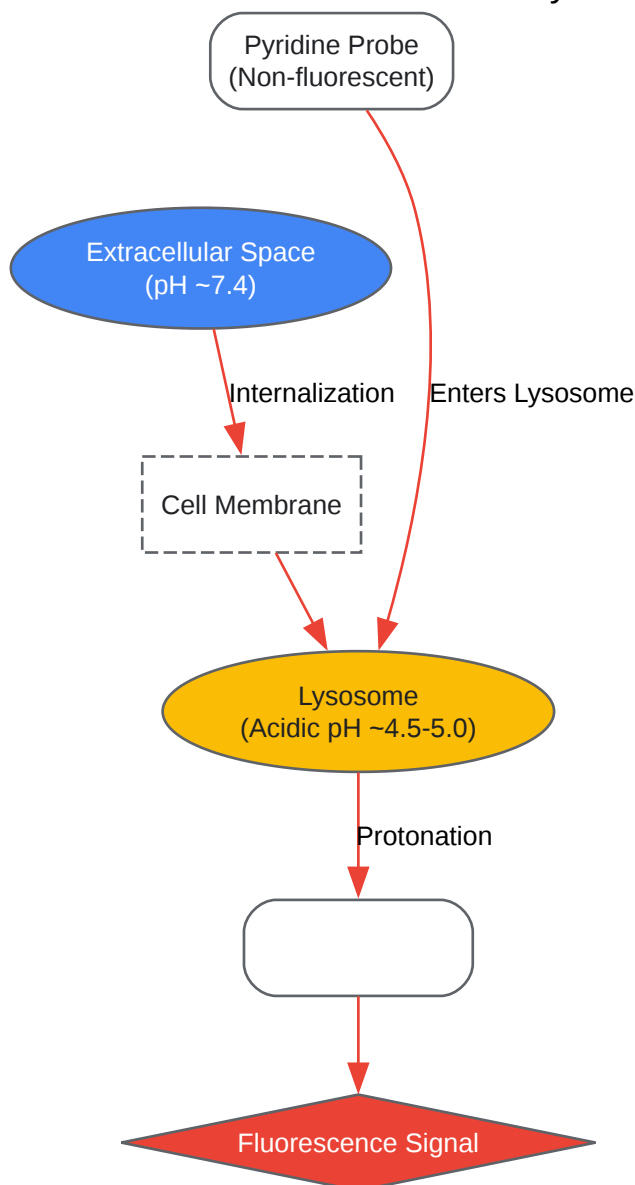 Pyridine Probe
(Non-fluorescent)
Extracellular Space
(pH ~7.4)
Internalization
Enters Lysosome
Cell Membrane
Lysosome
(Acidic pH ~4.5-5.0)
Protonation
Fluorescence Signal